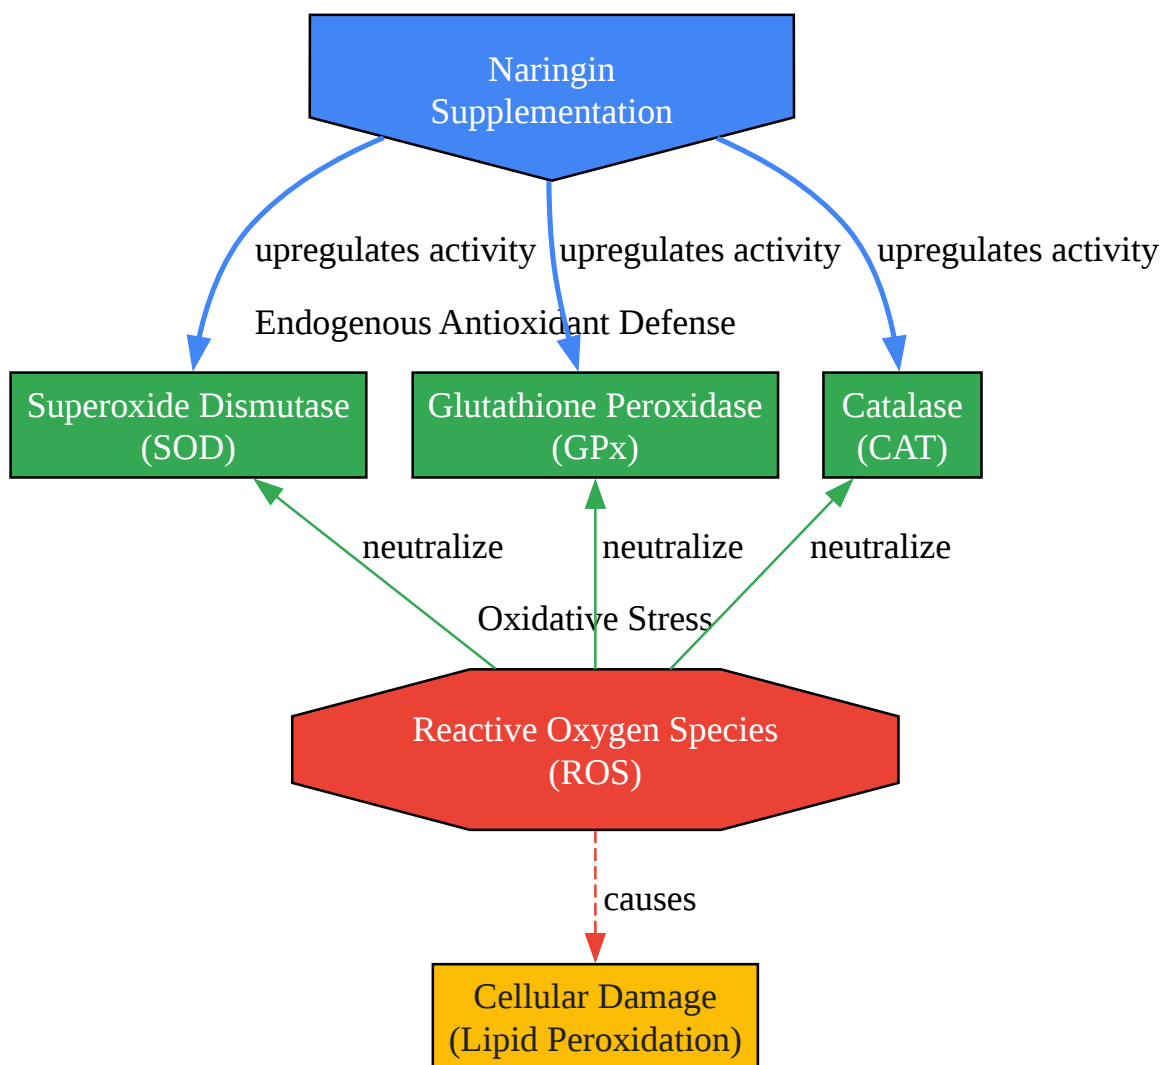 Naringin
Supplementation
upregulates activity
upregulates activity
upregulates activity
Endogenous Antioxidant Defense
Superoxide Dismutase
(SOD)
Glutathione Peroxidase
(GPx)
Catalase
(CAT)
neutralize
neutralize
neutralize
Oxidative Stress
Reactive Oxygen Species
(ROS)
causes
Cellular Damage
(Lipid Peroxidation)